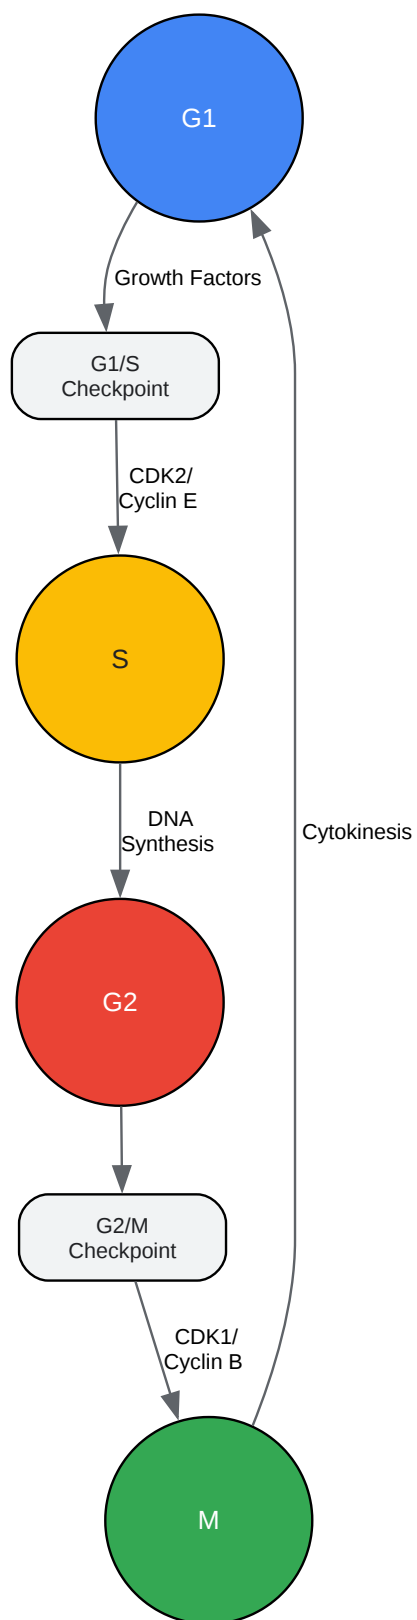 G1
Growth Factors
G1/S
Checkpoint
CDK2/
Cyclin E
S
DNA
Synthesis
Cytokinesis
G2
G2/M
Checkpoint
CDK1/
Cyclin B
M